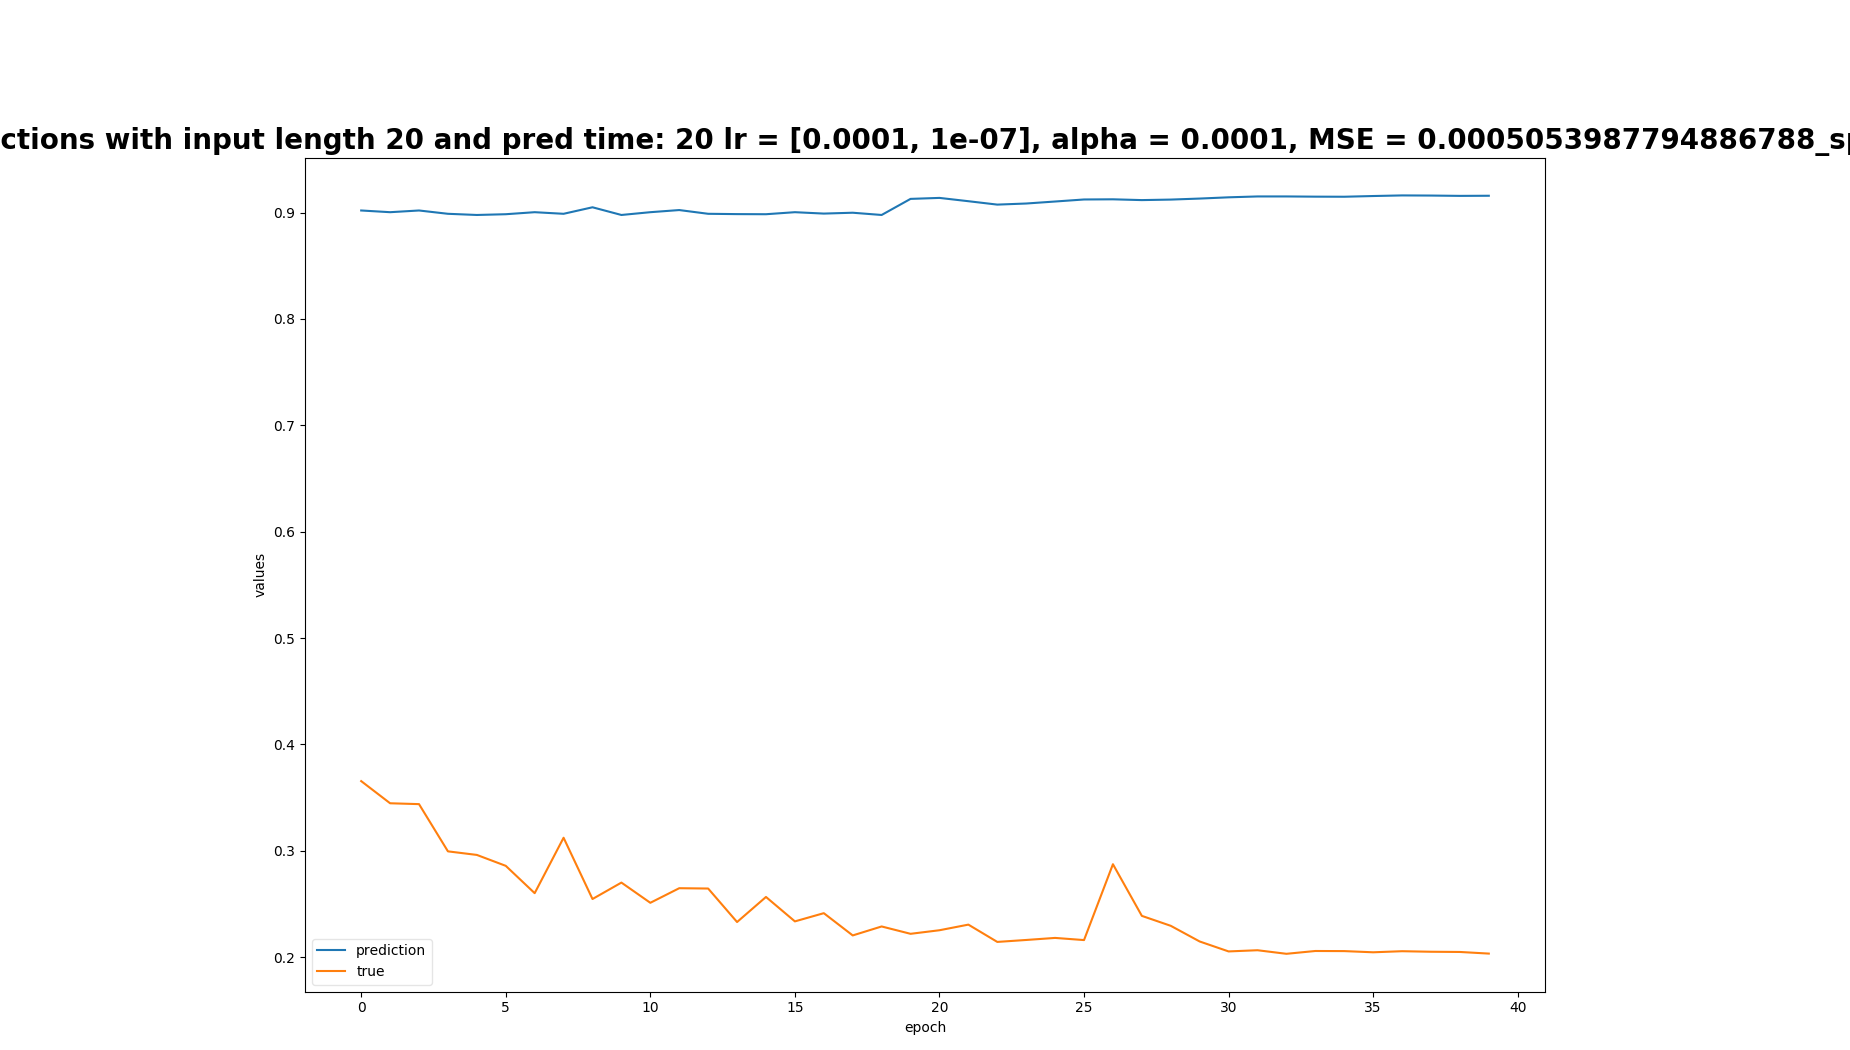 ctions with input length 20 and pred time: 20 lr = [0.0001, 1e-07], alpha = 0.0001, MSE = 0.0005053987794886788_sp
0.9
0.8
0.7
0.6
0.5
0.4
0.3
0.2
values
prediction
true
0 5 10 15 20 25 30 35 40
epoch